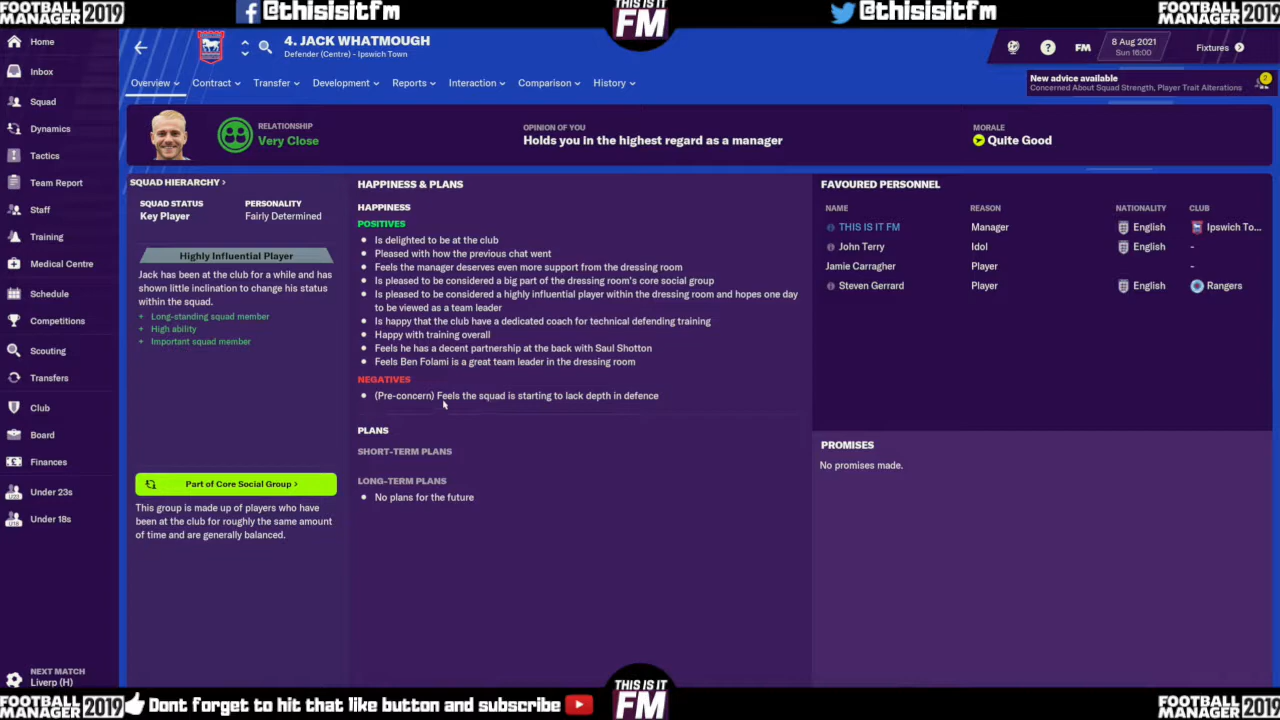 FOOTBALL
MANAGER 2019
@thisisitfm
THIS IS IT
FM
@thisisitfm
FOOTBALL
MANAGER 2019
Home
Inbox
Squad
Dynamics
Tactics
Team Report
Staff
Training
Medical Centre
Schedule
Competitions
Scouting
Transfers
Club
Board
Finances
Under 23s
Under 18s
NEXT MATCH
Liverp (H)
4. JACK WHATMOUGH
Defender (Centre) - Ipswich Town
FM
8 Aug 2021
Sun 16:00
Fixtures
Overview Contract Transfer Development Reports Interaction Comparison History
New advice available
Concerned About Squad Strength, Player Trait Alterations
RELATIONSHIP
Very Close
OPINION OF YOU
Holds you in the highest regard as a manager
MORALE
Quite Good
SQUAD HIERARCHY >
SQUAD STATUS PERSONALITY
Key Player Fairly Determined
Highly Influential Player
Jack has been at the club for a while and has
shown little inclination to change his status
within the squad.
+ Long-standing squad member
+ High ability
+ Important squad member
Part of Core Social Group >
This group is made up of players who have
been at the club for roughly the same amount
of time and are generally balanced.
HAPPINESS & PLANS
HAPPINESS
POSITIVES
Is delighted to be at the club
Pleased with how the previous chat went
Feels the manager deserves even more support from the dressing room
Is pleased to be considered a big part of the dressing room's core social group
Is pleased to be considered a highly influential player within the dressing room and hopes one day
to be viewed as a team leader
Is happy that the club have a dedicated coach for technical defending training
Happy with training overall
Feels he has a decent partnership at the back with Saul Shotton
Feels Ben Folami is a great team leader in the dressing room
NEGATIVES
(Pre-concern) Feels the squad is starting to lack depth in defence
PLANS
SHORT-TERM PLANS
LONG-TERM PLANS
No plans for the future
FAVOURED PERSONNEL
NAME REASON NATIONALITY CLUB
THIS IS IT FM Manager English Ipswich To...
John Terry Idol English -
Jamie Carragher Player -
Steven Gerrard Player English Rangers
PROMISES
No promises made.
FOOTBALL
MANAGER 2019
Dont forget to hit that like button and subscribe
THIS IS IT
FM
FOOTBALL
MANAGER 2019